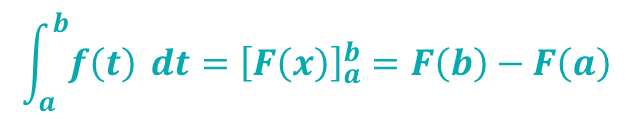 ∫_a^b f(t) dt = [F(x)]_a^b = F(b) − F(a)